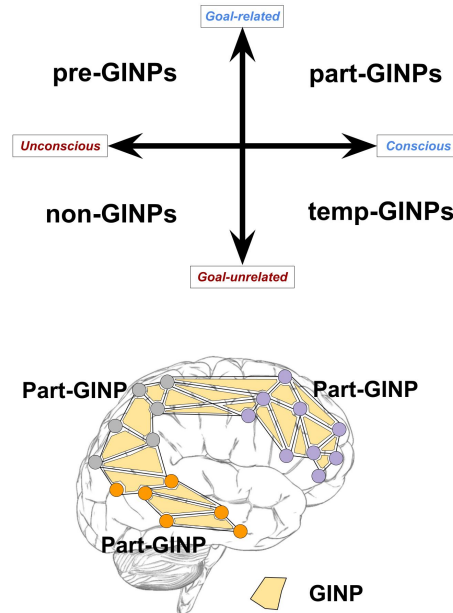 Goal-related
pre-GINPs
part-GINPs
Unconscious
Conscious
non-GINPs
temp-GINPs
Goal-unrelated
Part-GINP
Part-GINP
Part-GINP
GINP